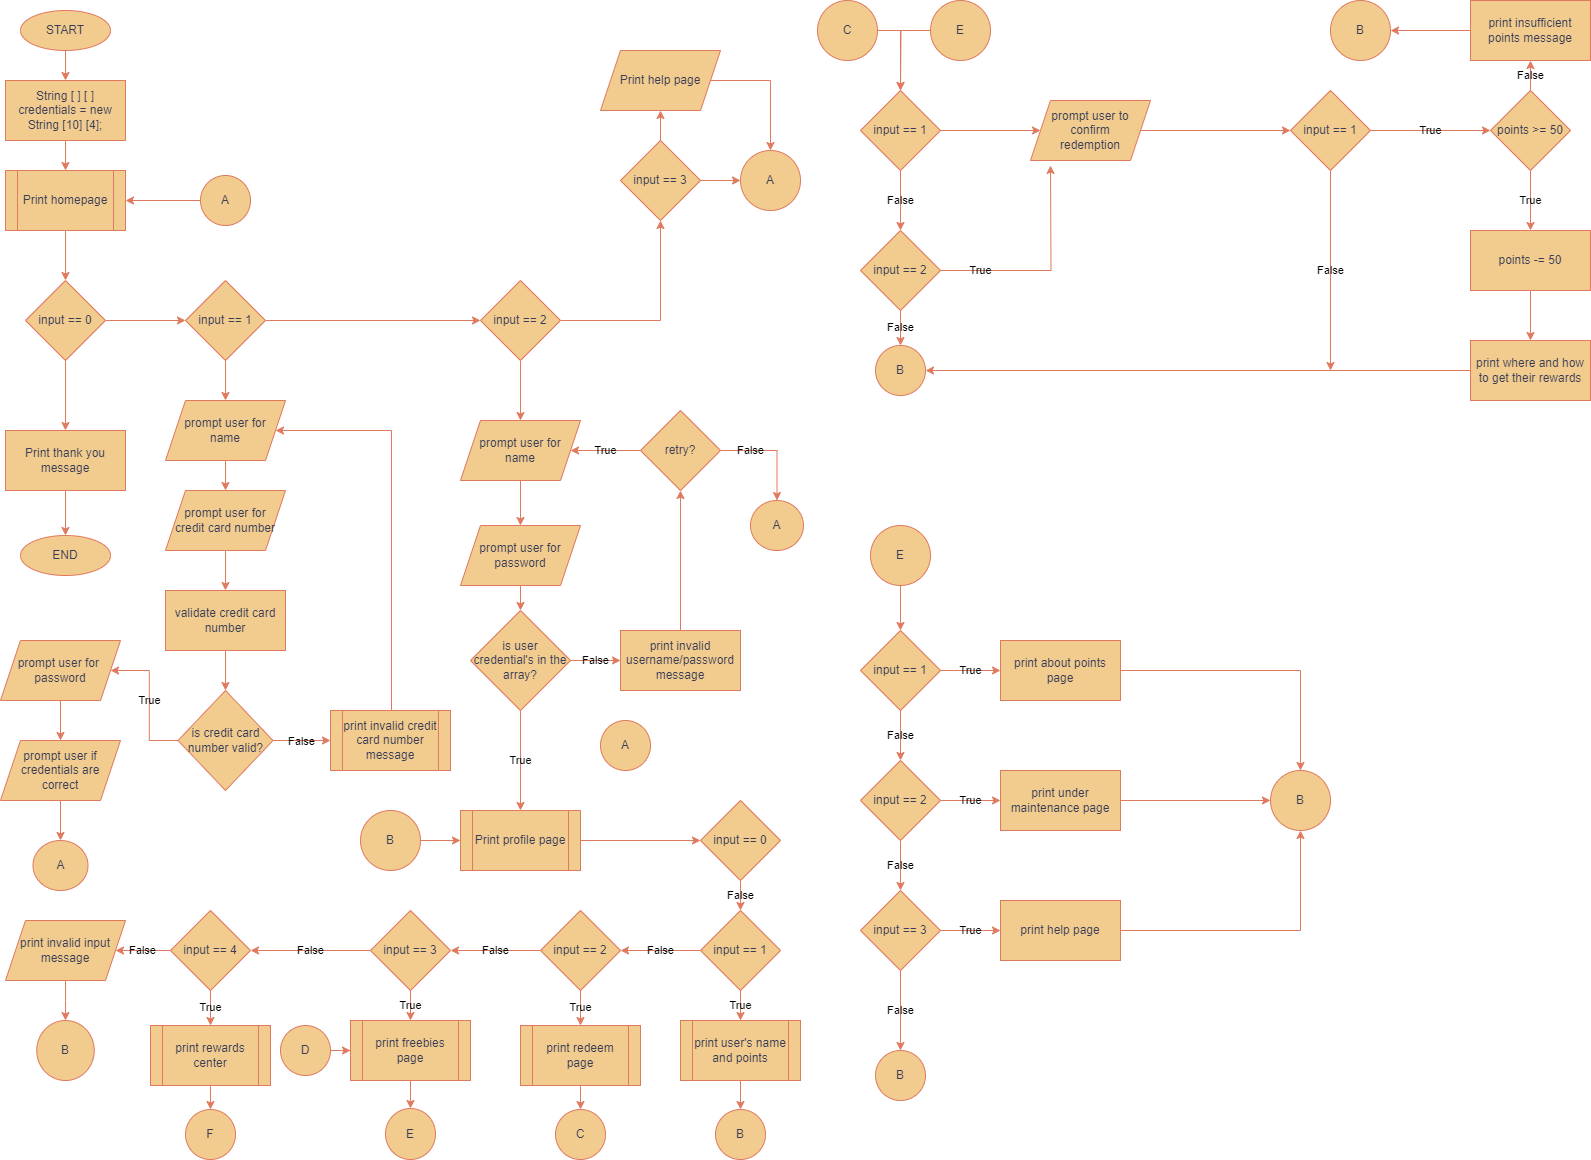 START
String [ ] [ ]
credentials = new
String [10] [4];
Print homepage
A
input == 0
input == 1
input == 2
input == 3
Print help page
A
Print thank you
message
END
prompt user for
name
prompt user for
credit card number
validate credit card
number
is credit card
number valid?
True
False
prompt user for
password
prompt user if
credentials are
correct
A
print invalid credit
card number
message
prompt user for
name
prompt user for
password
is user
credential's in the
array?
False
print invalid
username/password
message
retry?
True
False
A
A
True
B
Print profile page
input == 0
False
input == 1
False
input == 2
False
input == 3
False
input == 4
False
print invalid input
message
B
True
print rewards
center
F
D
True
print freebies
page
E
True
print redeem
page
C
True
print user's name
and points
B
C
E
input == 1
False
input == 2
True
False
B
prompt user to
confirm
redemption
input == 1
True
False
points >= 50
False
print insufficient
points message
B
True
points -= 50
print where and how
to get their rewards
E
input == 1
True
print about points
page
False
input == 2
True
print under
maintenance page
B
False
input == 3
True
print help page
False
B